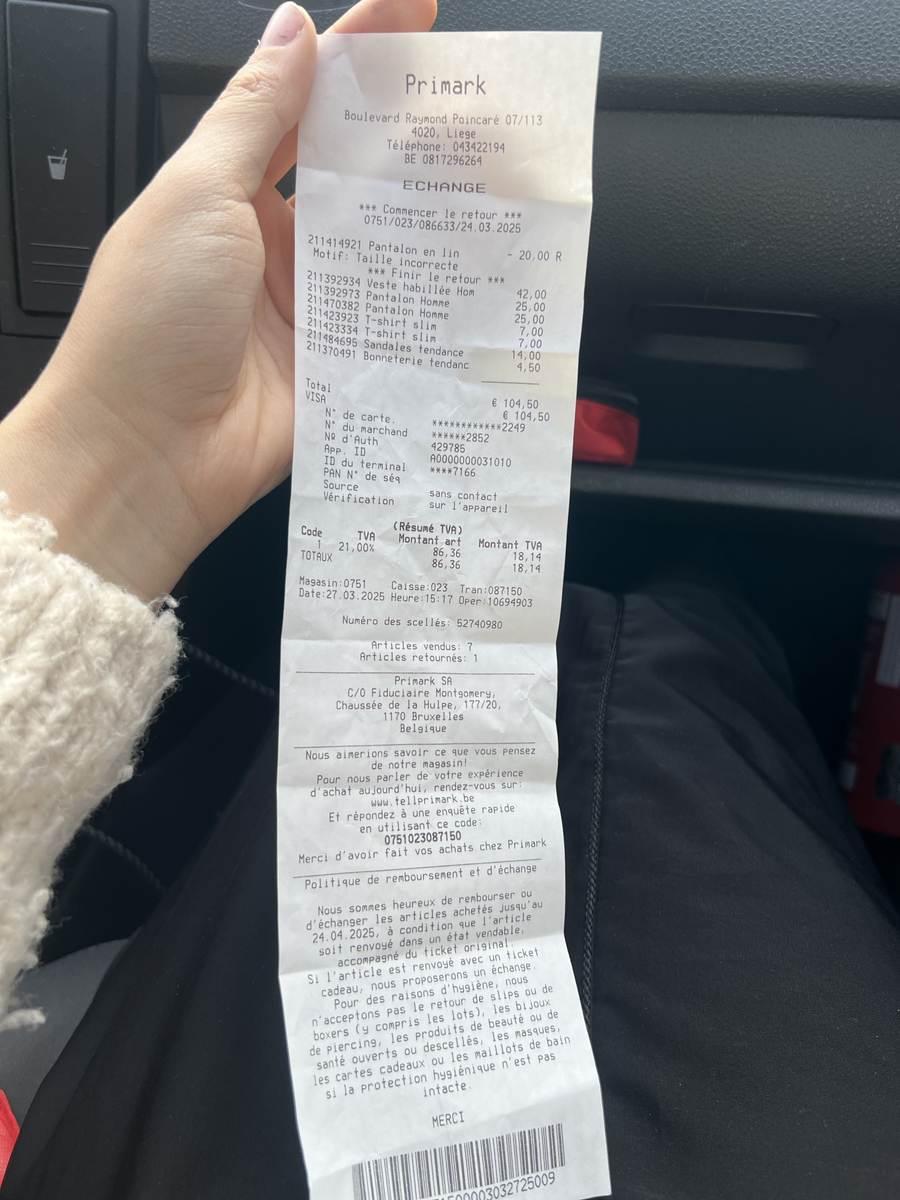 Primark
Boulevard Raymond Poincaré 07/113
4020, Liege
Téléphone: 043422194
BE 0817296264
ECHANGE
*** Commencer le retour ***
0751/023/086633/24.03.2025
211414921 Pantalon en lin - 20,00 R
Motif: Taille incorrecte
*** Finir le retour ***
211392934 Veste habillée Hom 42,00
211392973 Pantalon Homme 25,00
211470382 Pantalon Homme 25,00
211423923 T-shirt slim 7,00
211423334 T-shirt slim 7,00
211484695 Sandales tendance 14,00
211370491 Bonneterie tendanc 4,50
Total € 104,50
VISA € 104,50
N° de carte. ************2249
N° du marchand ******2852
Nº d'Auth 429785
App. ID A0000000031010
ID du terminal ****7166
PAN N° de séq
Source sans contact
Vérification sur l'appareil
(Résumé TVA)
Code TVA Montant art Montant TVA
1 21,00% 86,36 18,14
TOTAUX 86,36 18,14
Magasin:0751 Caisse:023 Tran:087150
Date:27.03.2025 Heure:15:17 Oper:10694903
Numéro des scellés: 52740980
Articles vendus: 7
Articles retournés: 1
Primark SA
C/O Fiduciaire Montgomery,
Chaussée de la Hulpe, 177/20,
1170 Bruxelles
Belgique
Nous aimerions savoir ce que vous pensez
de notre magasin!
Pour nous parler de votre expérience
d'achat aujourd'hui, rendez-vous sur:
www.tellprimark.be
Et répondez à une enquête rapide
en utilisant ce code:
0751023087150
Merci d'avoir fait vos achats chez Primark
Politique de remboursement et d'échange
Nous sommes heureux de rembourser ou
d'échanger les articles achetés jusqu'au
24.04.2025, à condition que l'article
soit renvoyé dans un état vendable,
accompagné du ticket original.
Si l'article est renvoyé avec un ticket
cadeau, nous proposerons un échange.
Pour des raisons d'hygiène, nous
n'acceptons pas le retour de slips ou de
boxers (y compris les lots), les bijoux
de piercing, les produits de beauté ou de
santé ouverts ou descellés, les masques,
les cartes cadeaux ou les maillots de bain
si la protection hygiénique n'est pas
intacte.
MERCI